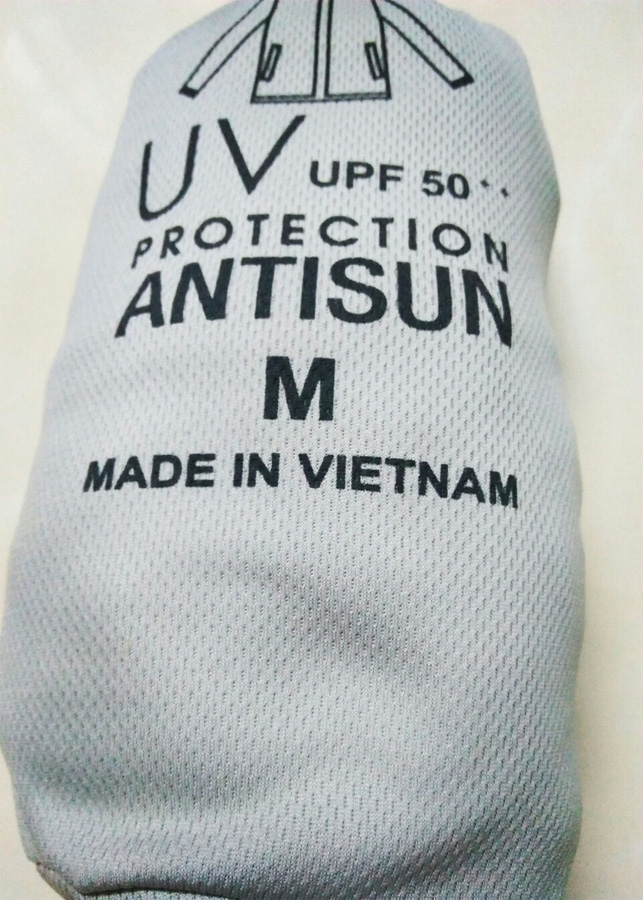 UV UPF 50++
PROTECTION
ANTISUN
M
MADE IN VIETNAM